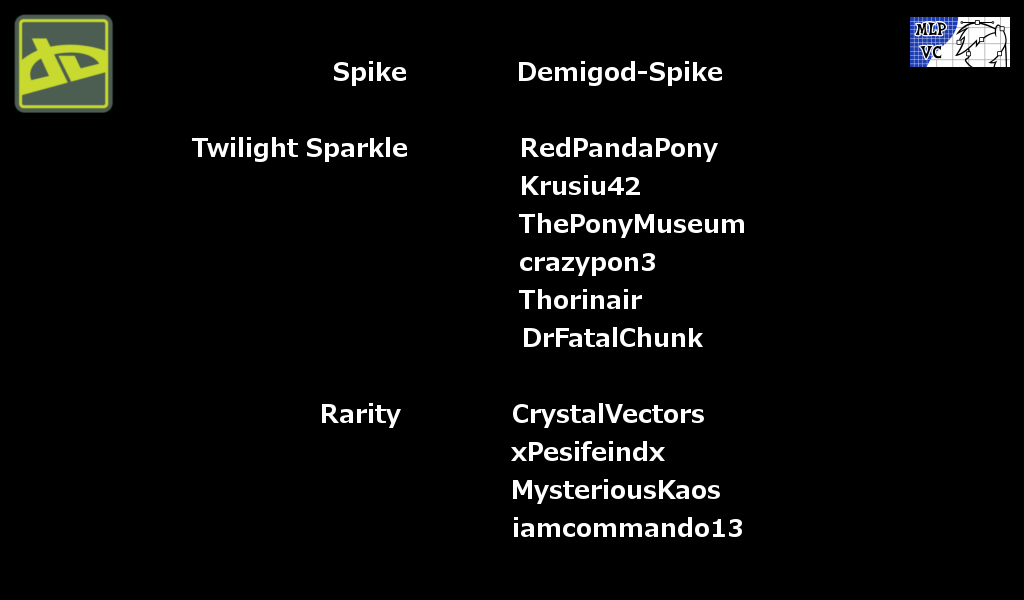 MLP
VC
Spike Demigod-Spike
Twilight Sparkle RedPandaPony
Krusiu42
ThePonyMuseum
crazypon3
Thorinair
DrFatalChunk
Rarity CrystalVectors
xPesifeindx
MysteriousKaos
iamcommando13